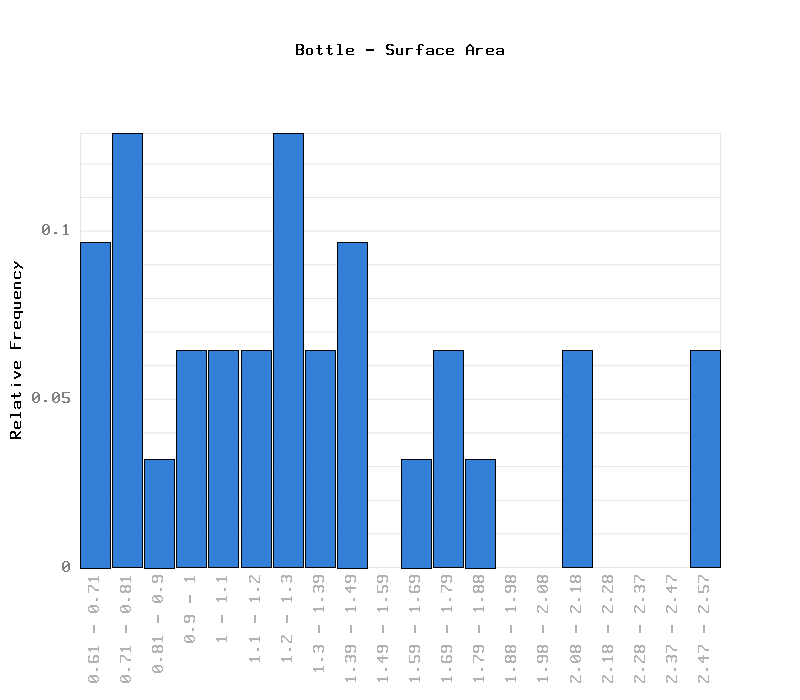 Bottle - Surface Area
Relative Frequency
0.1
0.05
0
0.61 - 0.71
0.71 - 0.81
0.81 - 0.9
0.9 - 1
1 - 1.1
1.1 - 1.2
1.2 - 1.3
1.3 - 1.39
1.39 - 1.49
1.49 - 1.59
1.59 - 1.69
1.69 - 1.79
1.79 - 1.88
1.88 - 1.98
1.98 - 2.08
2.08 - 2.18
2.18 - 2.28
2.28 - 2.37
2.37 - 2.47
2.47 - 2.57